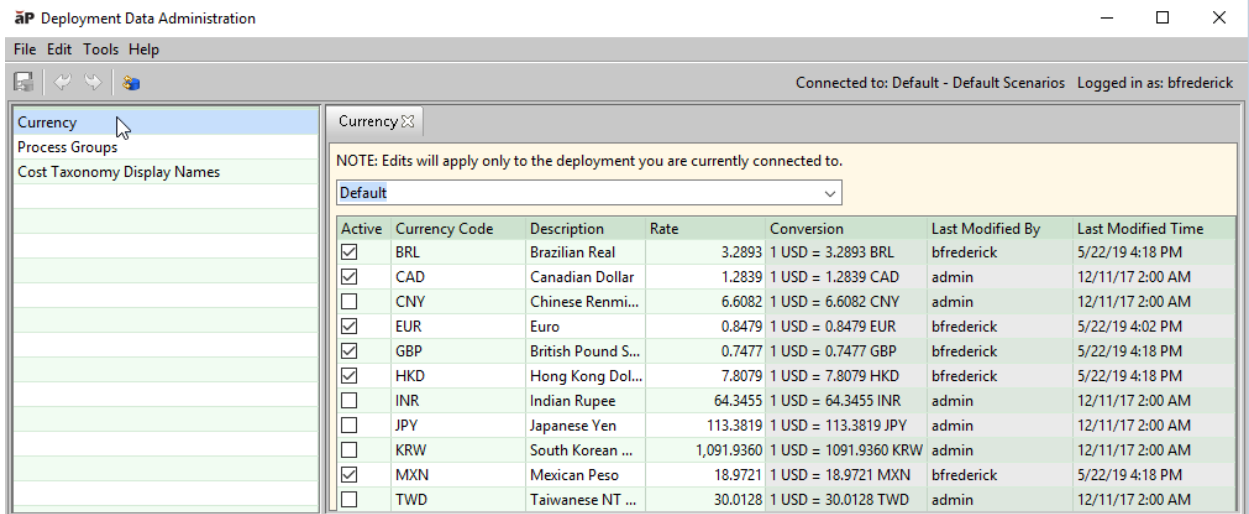 aP Deployment Data Administration
File Edit Tools Help
Connected to: Default - Default Scenarios Logged in as: bfrederick
Currency
Process Groups
Cost Taxonomy Display Names
Currency
NOTE: Edits will apply only to the deployment you are currently connected to.
Default
Active Currency Code Description Rate Conversion Last Modified By Last Modified Time
BRL Brazilian Real 3.2893 1 USD = 3.2893 BRL bfrederick 5/22/19 4:18 PM
CAD Canadian Dollar 1.2839 1 USD = 1.2839 CAD admin 12/11/17 2:00 AM
CNY Chinese Renmi... 6.6082 1 USD = 6.6082 CNY admin 12/11/17 2:00 AM
EUR Euro 0.8479 1 USD = 0.8479 EUR bfrederick 5/22/19 4:02 PM
GBP British Pound S... 0.7477 1 USD = 0.7477 GBP bfrederick 5/22/19 4:18 PM
HKD Hong Kong Dol... 7.8079 1 USD = 7.8079 HKD bfrederick 5/22/19 4:18 PM
INR Indian Rupee 64.3455 1 USD = 64.3455 INR admin 12/11/17 2:00 AM
JPY Japanese Yen 113.3819 1 USD = 113.3819 JPY admin 12/11/17 2:00 AM
KRW South Korean ... 1,091.9360 1 USD = 1091.9360 KRW admin 12/11/17 2:00 AM
MXN Mexican Peso 18.9721 1 USD = 18.9721 MXN bfrederick 5/22/19 4:18 PM
TWD Taiwanese NT ... 30.0128 1 USD = 30.0128 TWD admin 12/11/17 2:00 AM